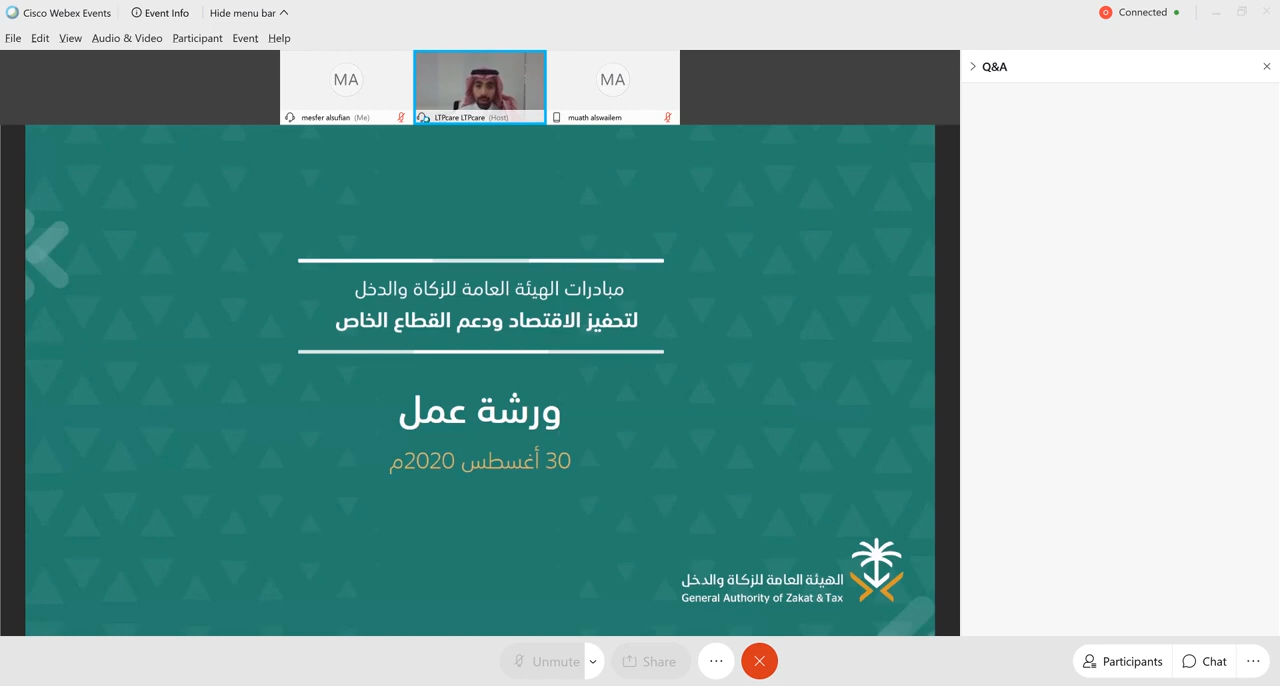 Cisco Webex Events
Event Info
Hide menu bar
Connected
File Edit View Audio & Video Participant Event Help
MA
MA
mesfer alsufian (Me)
LTPcare LTPcare (Host)
muath alswailem
Q&A
مبادرات الهيئة العامة للزكاة والدخل
لتحفيز الاقتصاد ودعم القطاع الخاص
ورشة عمل
30 أغسطس 2020م
الهيئة العامة للزكاة والدخل
General Authority of Zakat & Tax
Unmute
Share
Participants
Chat